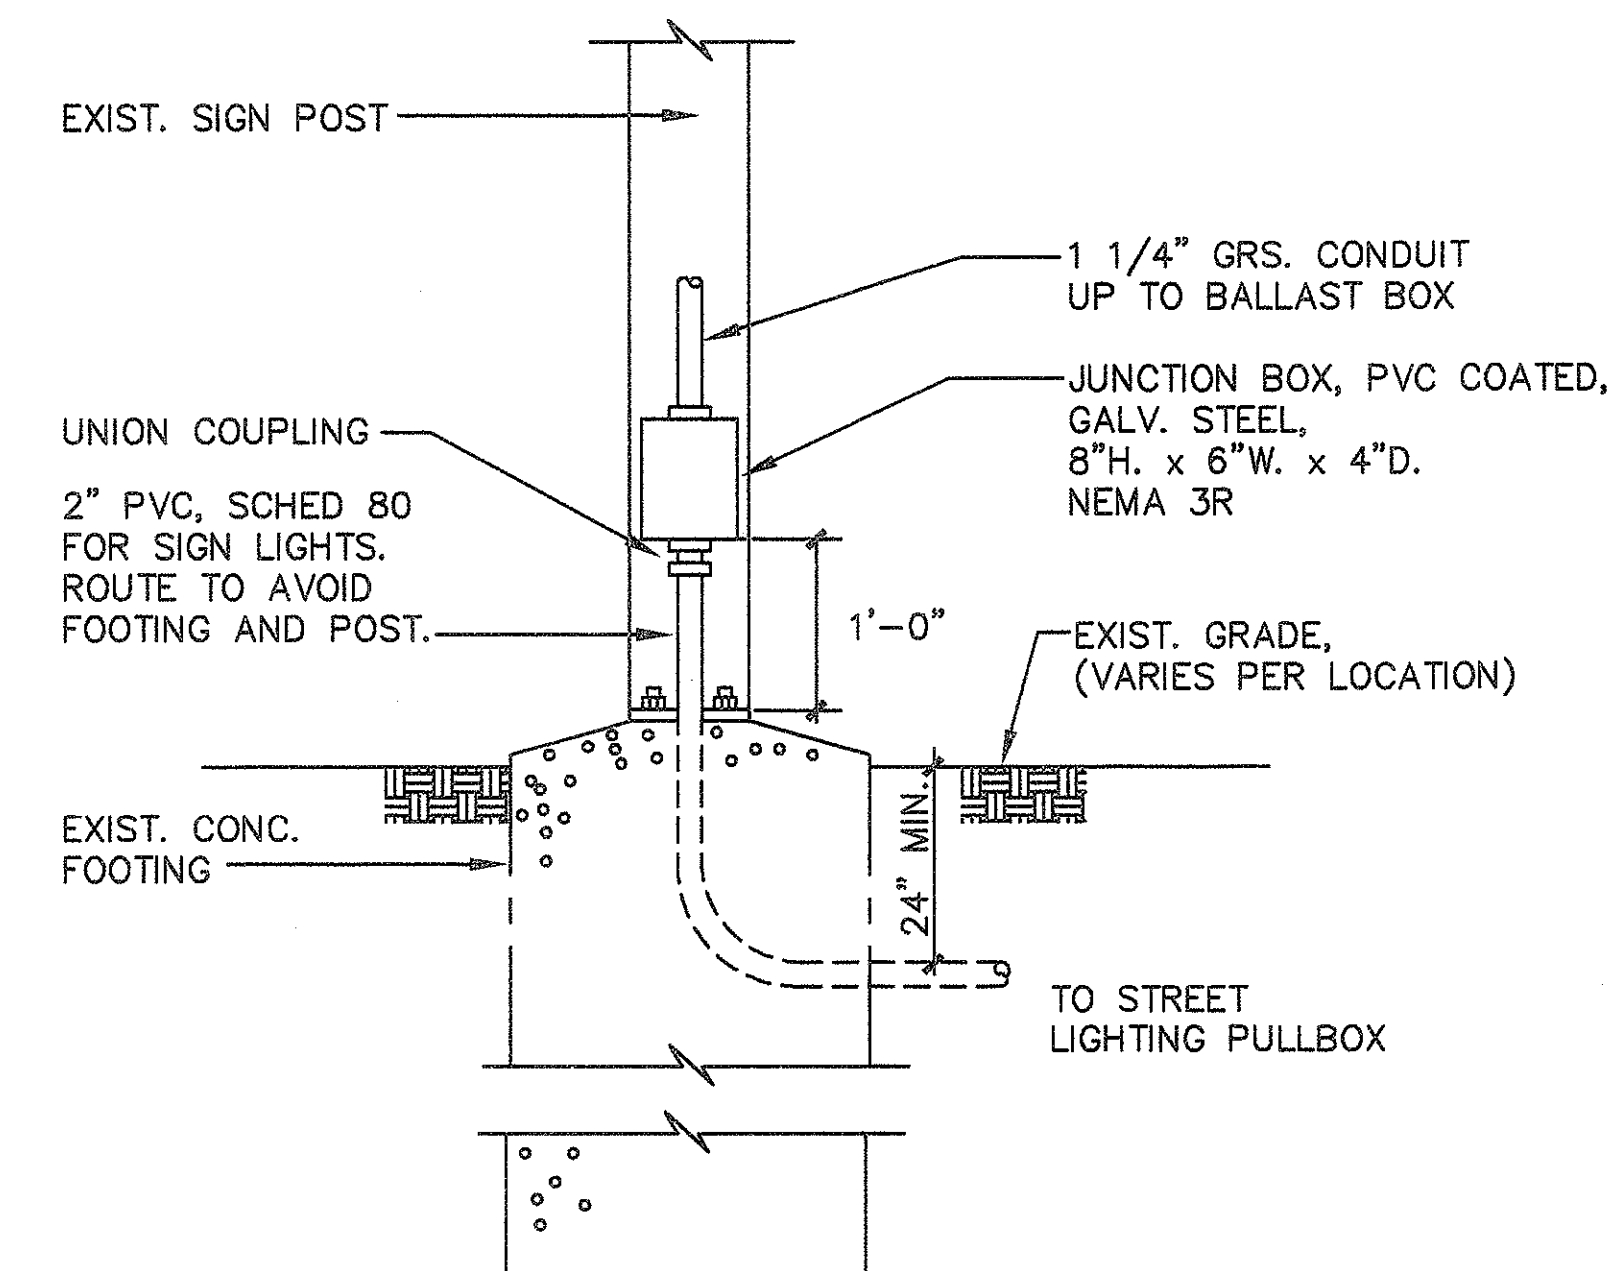 EXIST. SIGN POST
1 1/4" GRS. CONDUIT
UP TO BALLAST BOX
JUNCTION BOX, PVC COATED,
GALV. STEEL,
8"H. x 6"W. x 4"D.
NEMA 3R
UNION COUPLING
2" PVC, SCHED 80
FOR SIGN LIGHTS.
ROUTE TO AVOID
FOOTING AND POST.
1'-0"
EXIST. GRADE,
(VARIES PER LOCATION)
24" MIN.
EXIST. CONC.
FOOTING
TO STREET
LIGHTING PULLBOX